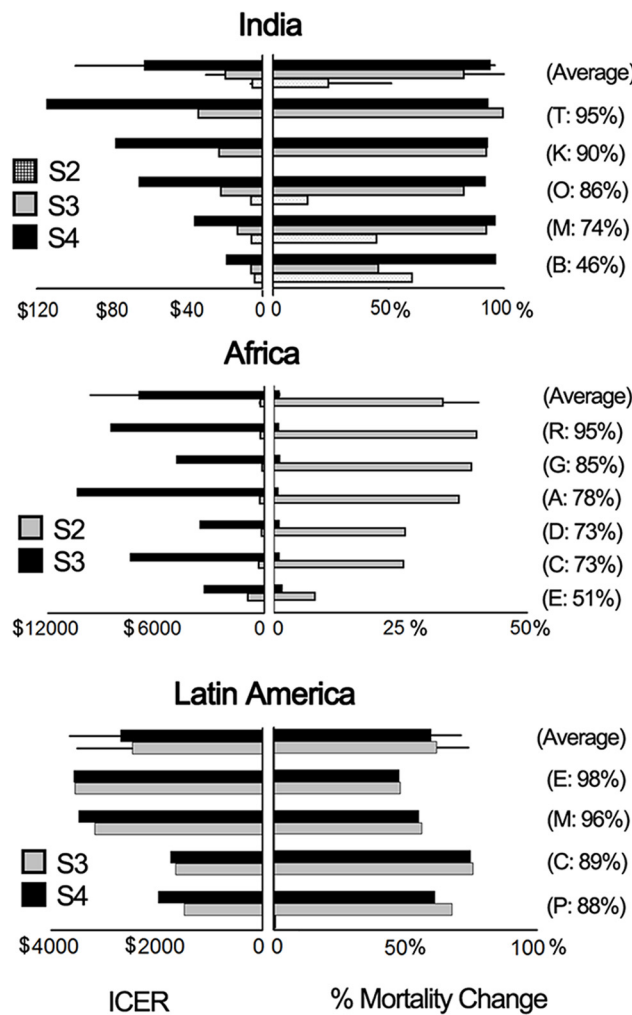 India
(Average)
(T: 95%)
(K: 90%)
S2
(O: 86%)
S3
(M: 74%)
S4
(B: 46%)
$120 $80 $40 0 0 50% 100 %
Africa
(Average)
(R: 95%)
(G: 85%)
(A: 78%)
S2
(D: 73%)
S3
(C: 73%)
(E: 51%)
$12000 $6000 0 0 25 % 50%
Latin America
(Average)
(E: 98%)
(M: 96%)
S3
(C: 89%)
S4
(P: 88%)
$4000 $2000 0 0 50% 100 %
ICER % Mortality Change